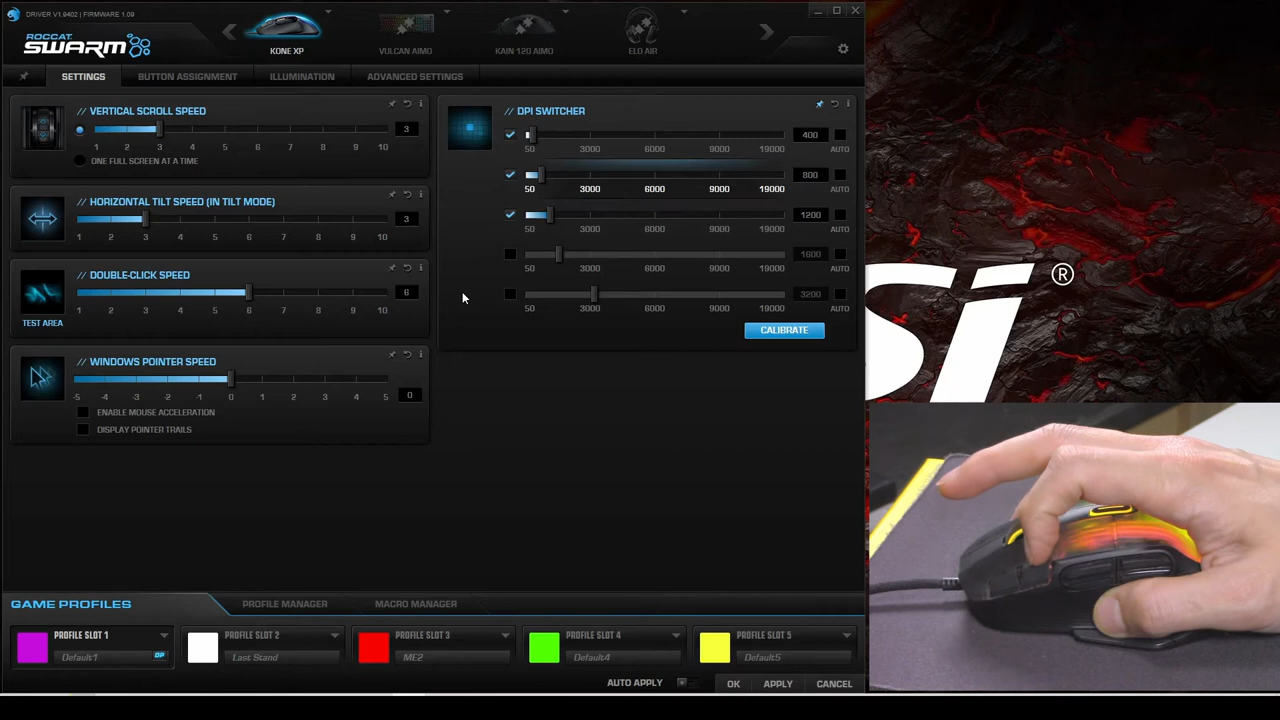 DRIVER V1.9402 | FIRMWARE 1.09
ROCCAT
SWARM
KONE XP
VULCAN AIMO
KAIN 120 AIMO
ELO AIR
SETTINGS
BUTTON ASSIGNMENT
ILLUMINATION
ADVANCED SETTINGS
// VERTICAL SCROLL SPEED
3
1 2 3 4 5 6 7 8 9 10
ONE FULL SCREEN AT A TIME
// HORIZONTAL TILT SPEED (IN TILT MODE)
3
1 2 3 4 5 6 7 8 9 10
// DOUBLE-CLICK SPEED
6
1 2 3 4 5 6 7 8 9 10
TEST AREA
// WINDOWS POINTER SPEED
-5 -4 -3 -2 -1 0 1 2 3 4 5
0
ENABLE MOUSE ACCELERATION
DISPLAY POINTER TRAILS
// DPI SWITCHER
400
50 3000 6000 9000 19000 AUTO
800
50 3000 6000 9000 19000 AUTO
1200
50 3000 6000 9000 19000 AUTO
1600
50 3000 6000 9000 19000 AUTO
3200
50 3000 6000 9000 19000 AUTO
CALIBRATE
si®
GAME PROFILES
PROFILE MANAGER
MACRO MANAGER
PROFILE SLOT 1
Default1
DP
PROFILE SLOT 2
Last Stand
PROFILE SLOT 3
ME2
PROFILE SLOT 4
Default4
PROFILE SLOT 5
Default5
AUTO APPLY
OK
APPLY
CANCEL